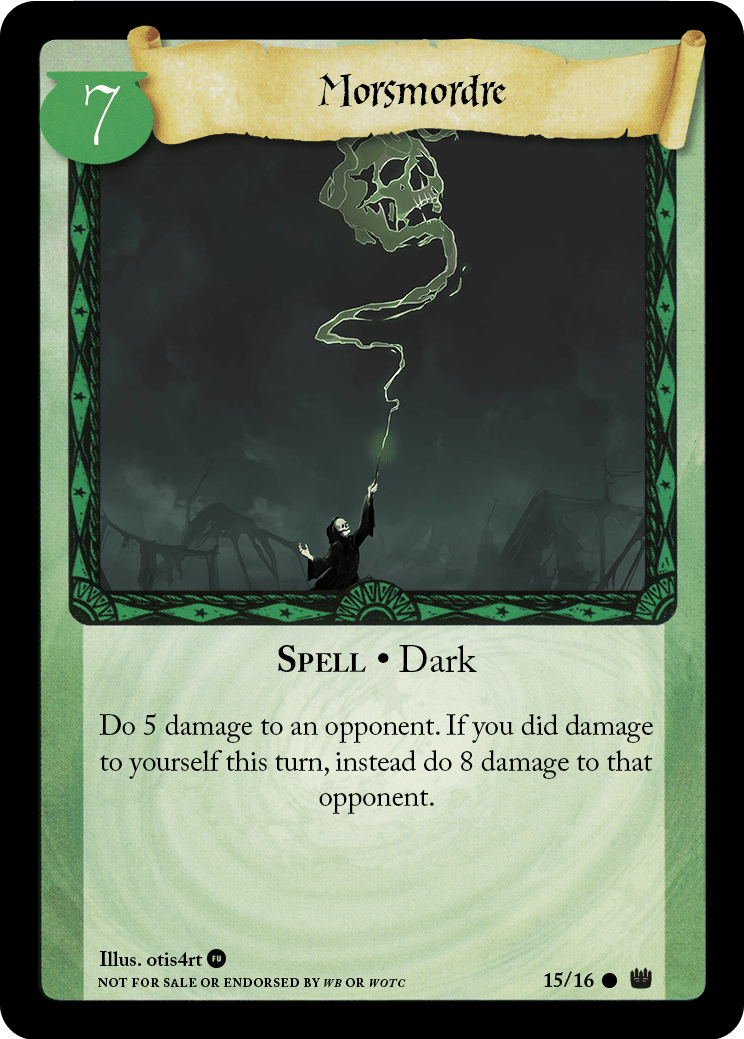 7
Morsmordre
SPELL • Dark
Do 5 damage to an opponent. If you did damage
to yourself this turn, instead do 8 damage to that
opponent.
Illus. otis4rt FU
NOT FOR SALE OR ENDORSED BY WB OR WOTC
15/16